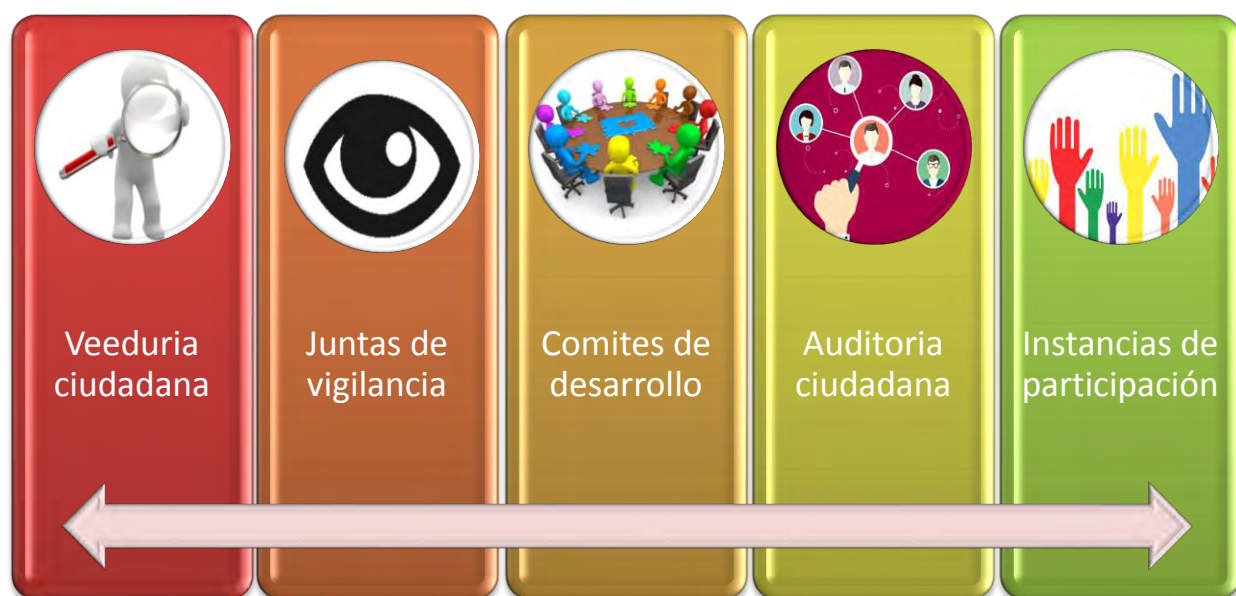 Veeduria
ciudadana
Juntas de
vigilancia
Comites de
desarrollo
Auditoria
ciudadana
Instancias de
participación